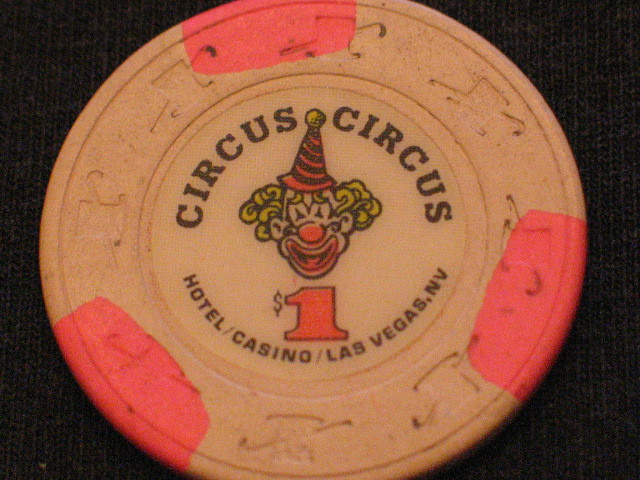 CIRCUS CIRCUS
$1
HOTEL/CASINO/LAS VEGAS, NV